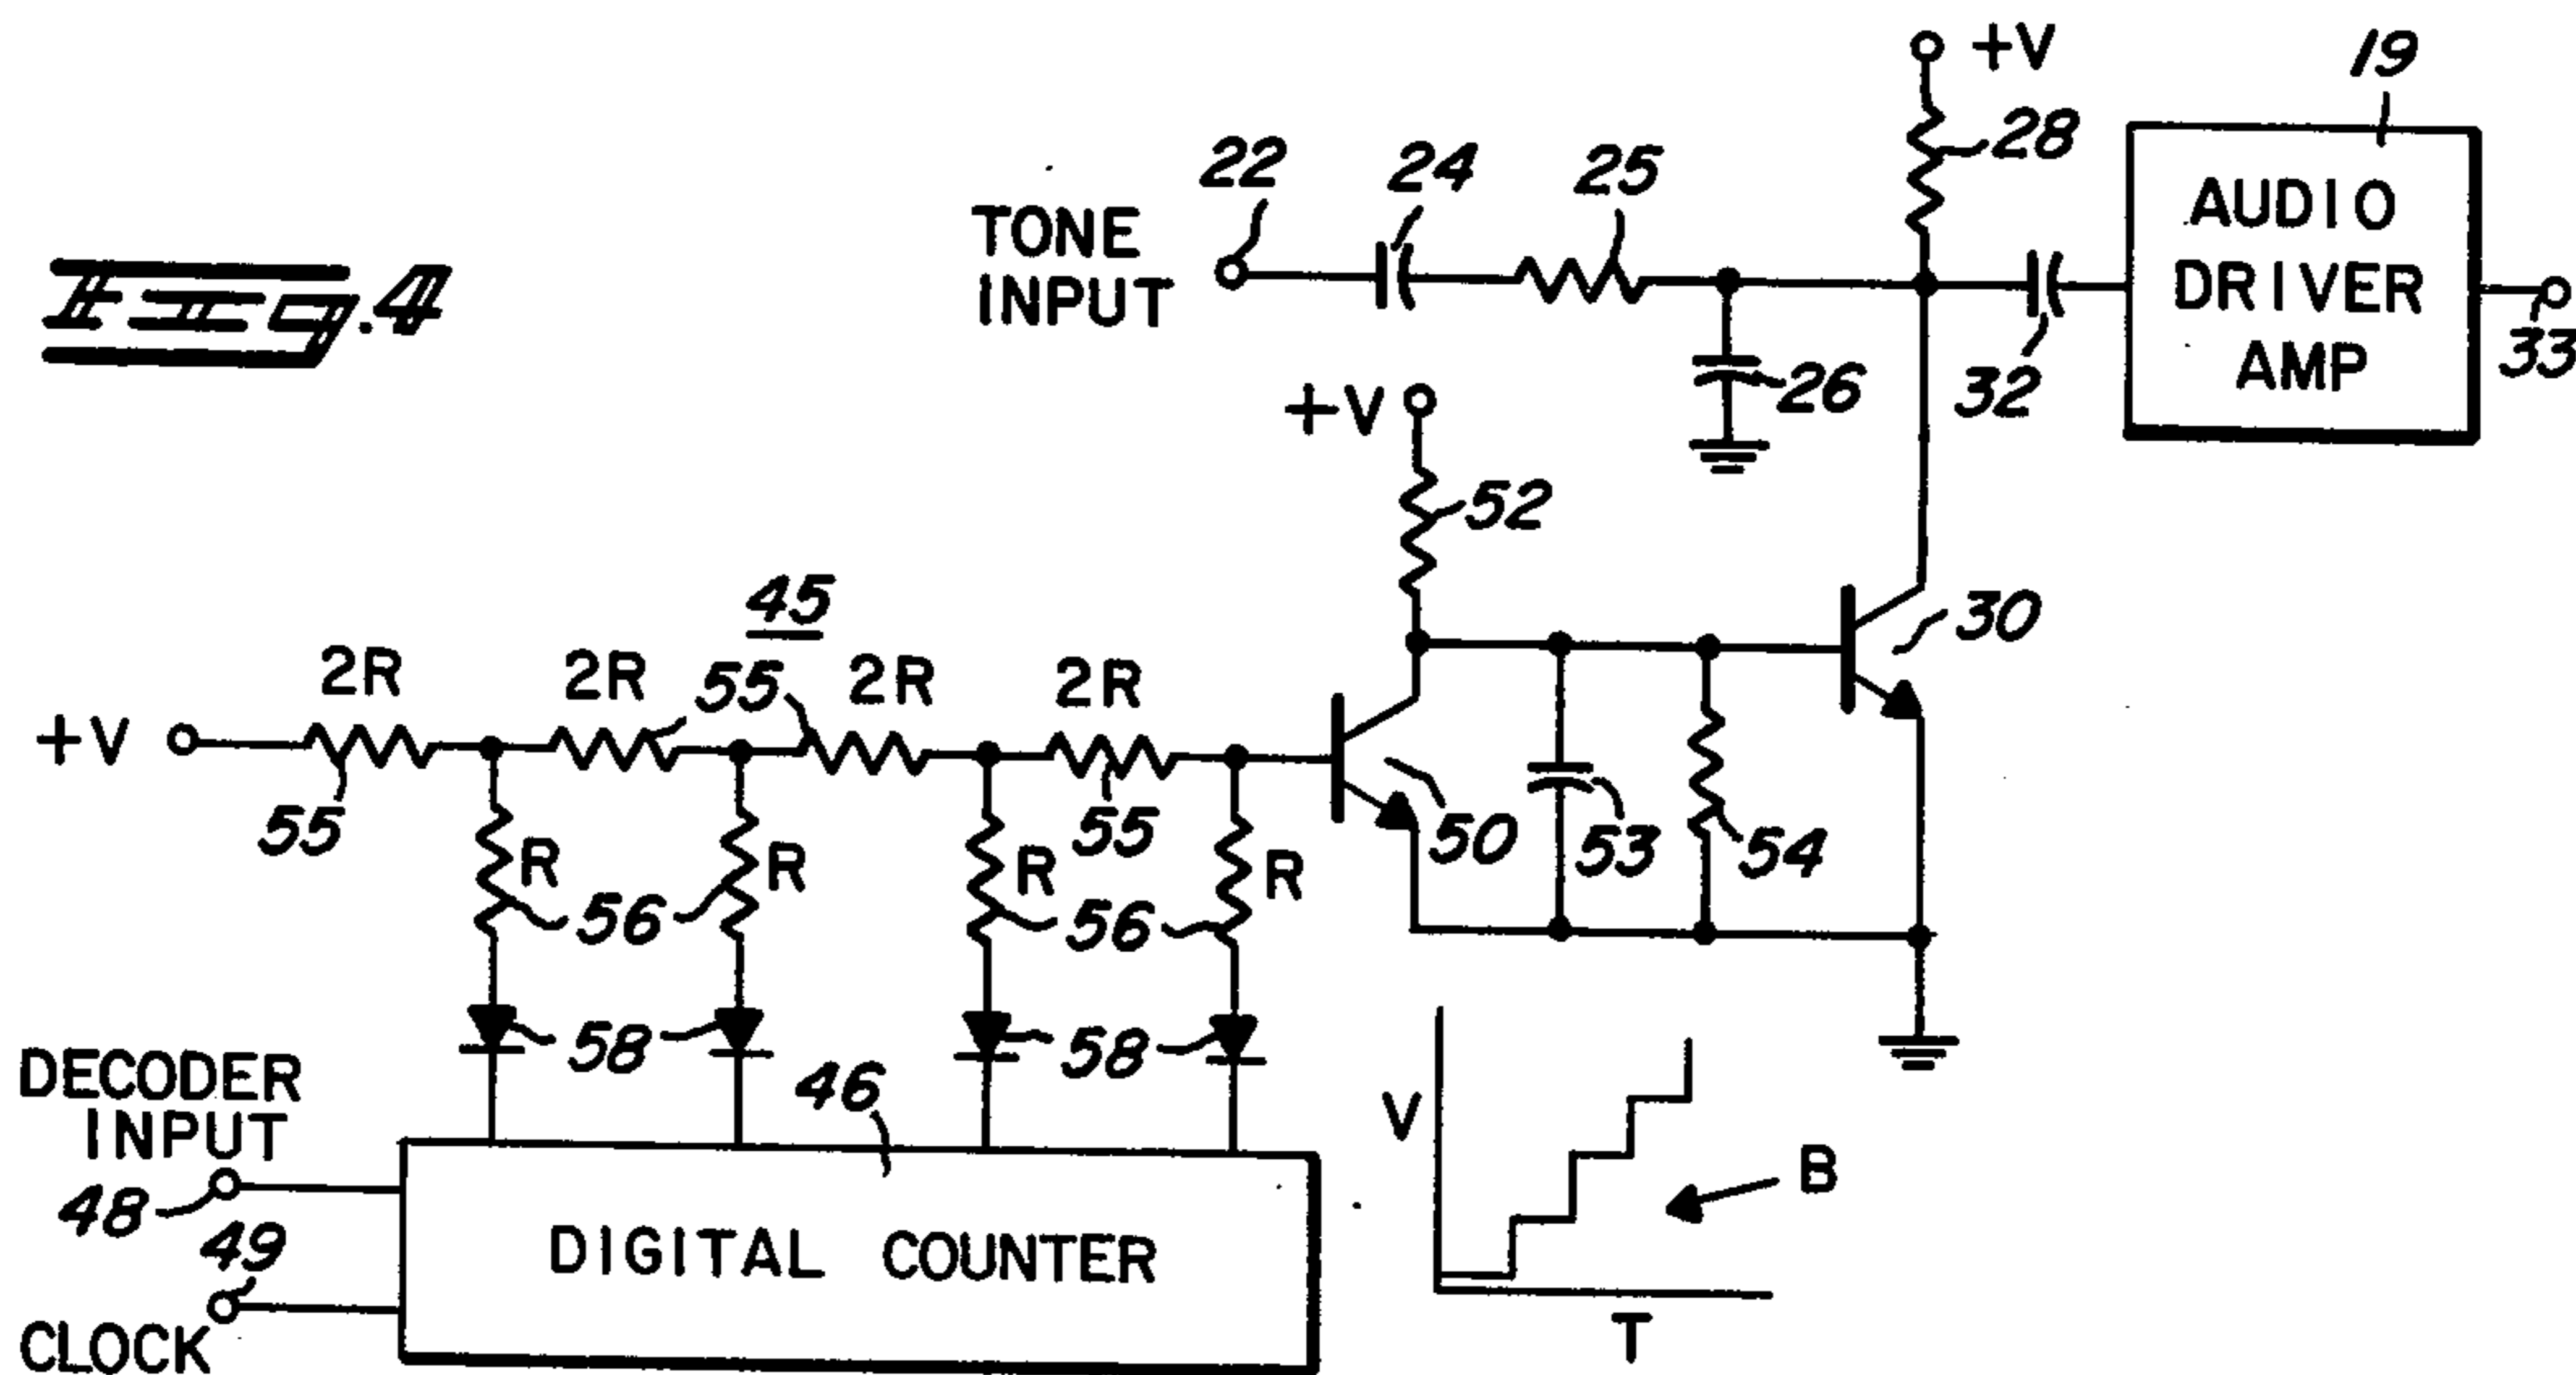 Fig. 4
+V
19
22
24
25
28
TONE
INPUT
AUDIO
DRIVER
AMP
26
32
33
+V
52
45
30
2R
2R
55
2R
2R
+V
55
55
50
53
54
R
R
R
R
56
56
58
58
DECODER
INPUT
46
48
49
DIGITAL COUNTER
CLOCK
V
B
T